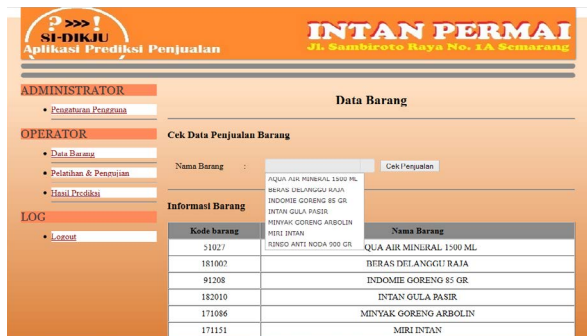 ? >>> !
SI-DIKJU
Aplikasi Prediksi Penjualan
INTAN PERMAI
Jl. Sambiroto Raya No. 1A Semarang
ADMINISTRATOR
Pengaturan Pengguna
OPERATOR
Data Barang
Pelatihan & Pengujian
Hasil Prediksi
LOG
Logout
Data Barang
Cek Data Penjualan Barang
Nama Barang :
Cek Penjualan
AQUA AIR MINERAL 1500 ML
BERAS DELANGGU RAJA
INDOMIE GORENG 85 GR
INTAN GULA PASIR
MINYAK GORENG ARBOLIN
MIRI INTAN
RINSO ANTI NODA 900 GR
Informasi Barang
Kode barang Nama Barang
51027 QUA AIR MINERAL 1500 ML
181002 BERAS DELANGGU RAJA
91208 INDOMIE GORENG 85 GR
182010 INTAN GULA PASIR
171086 MINYAK GORENG ARBOLIN
171151 MIRI INTAN